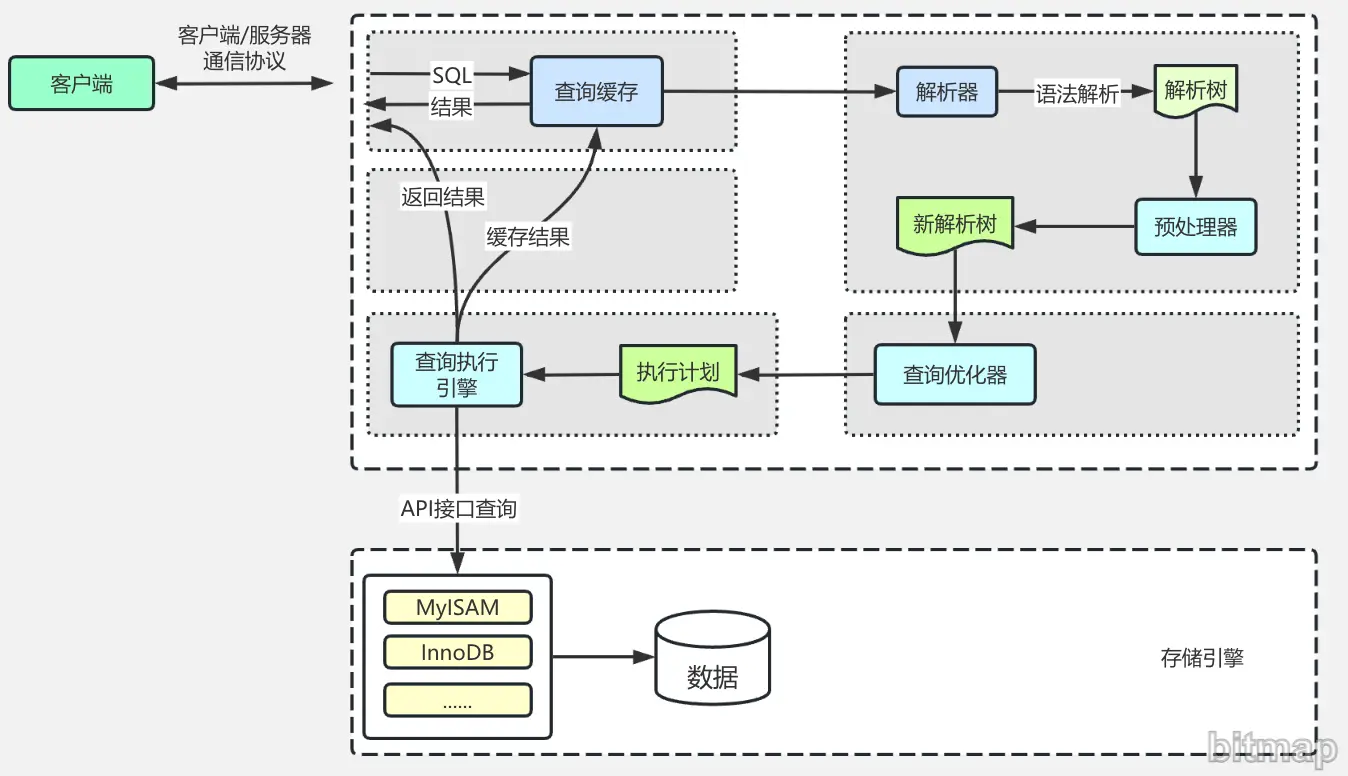 客户端/服务器
通信协议
客户端
SQL
结果
查询缓存
解析器
语法解析
解析树
返回结果
缓存结果
新解析树
预处理器
查询执行
引擎
执行计划
查询优化器
API接口查询
MyISAM
InnoDB
......
数据
存储引擎
bitmap